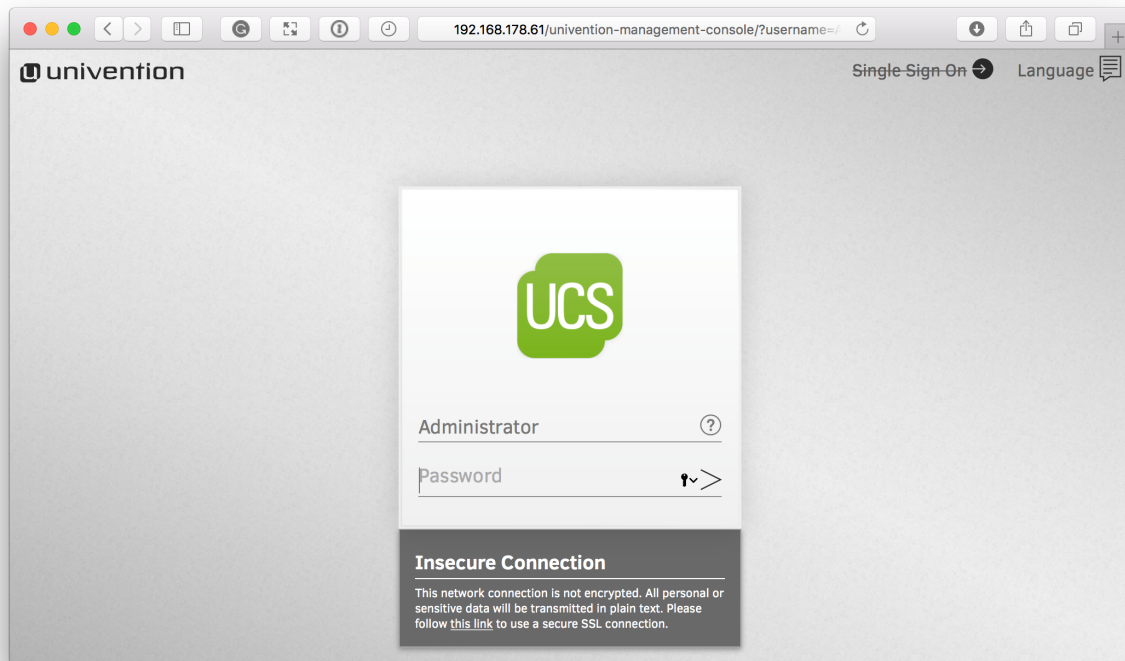 192.168.178.61/univention-management-console/?username=
univention
Single Sign On
Language
UCS
Administrator
?
Password
Insecure Connection
This network connection is not encrypted. All personal or
sensitive data will be transmitted in plain text. Please
follow this link to use a secure SSL connection.